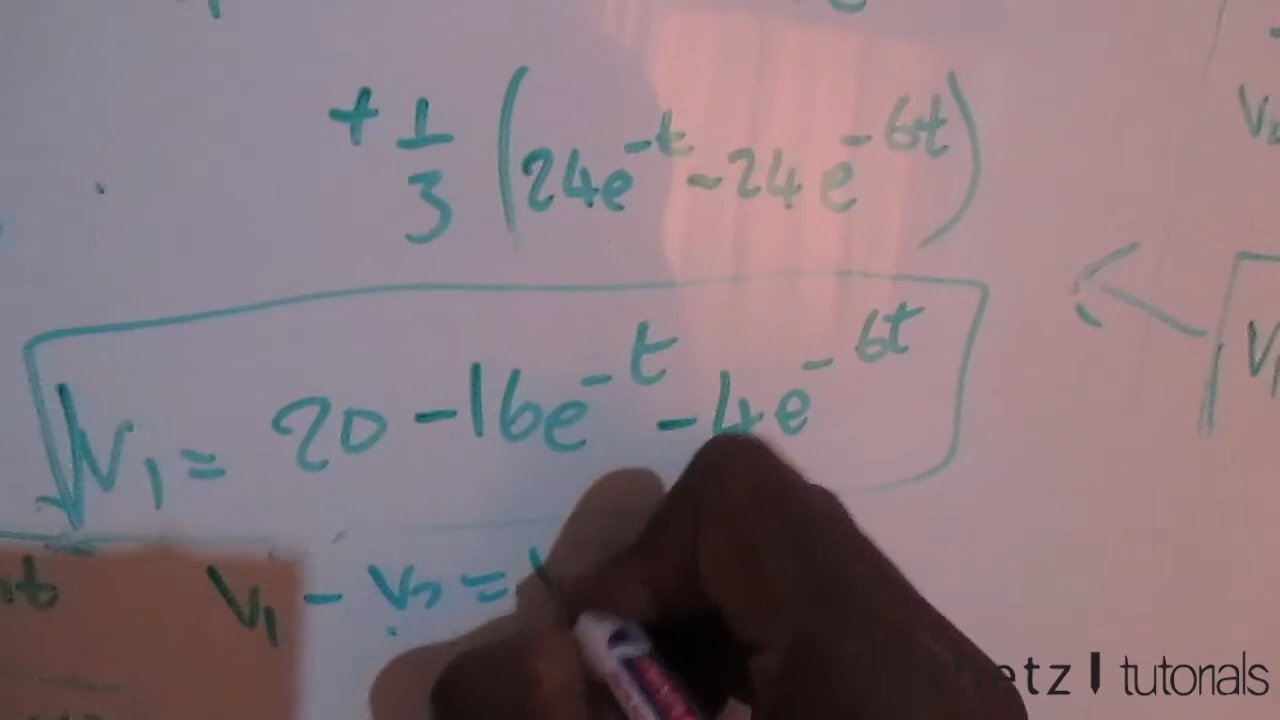 + 1/3 (24e^-t - 24e^-6t)
V1 = 20 - 16e^-t - 4e^-6t
V1 - V2 =
tutorials